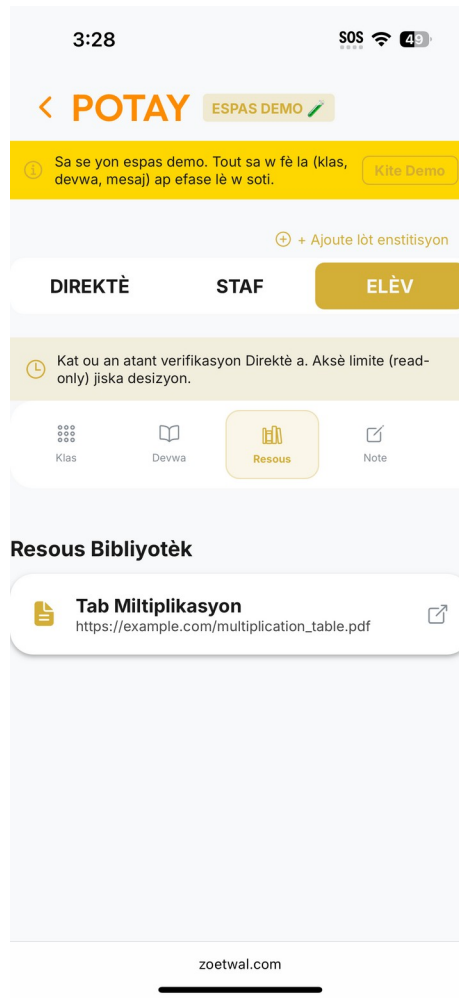 3:28
SOS
49
POTAY
ESPAS DEMO
Sa se yon espas demo. Tout sa w fè la (klas,
devwa, mesaj) ap efase lè w soti.
Kite Demo
+ Ajoute lòt enstitisyon
DIREKTÈ
STAF
ELÈV
Kat ou an atant verifikasyon Direktè a. Aksè limite (read-
only) jiska desizyon.
Klas
Devwa
Resous
Note
Resous Bibliyotèk
Tab Miltiplikasyon
https://example.com/multiplication_table.pdf
zoetwal.com